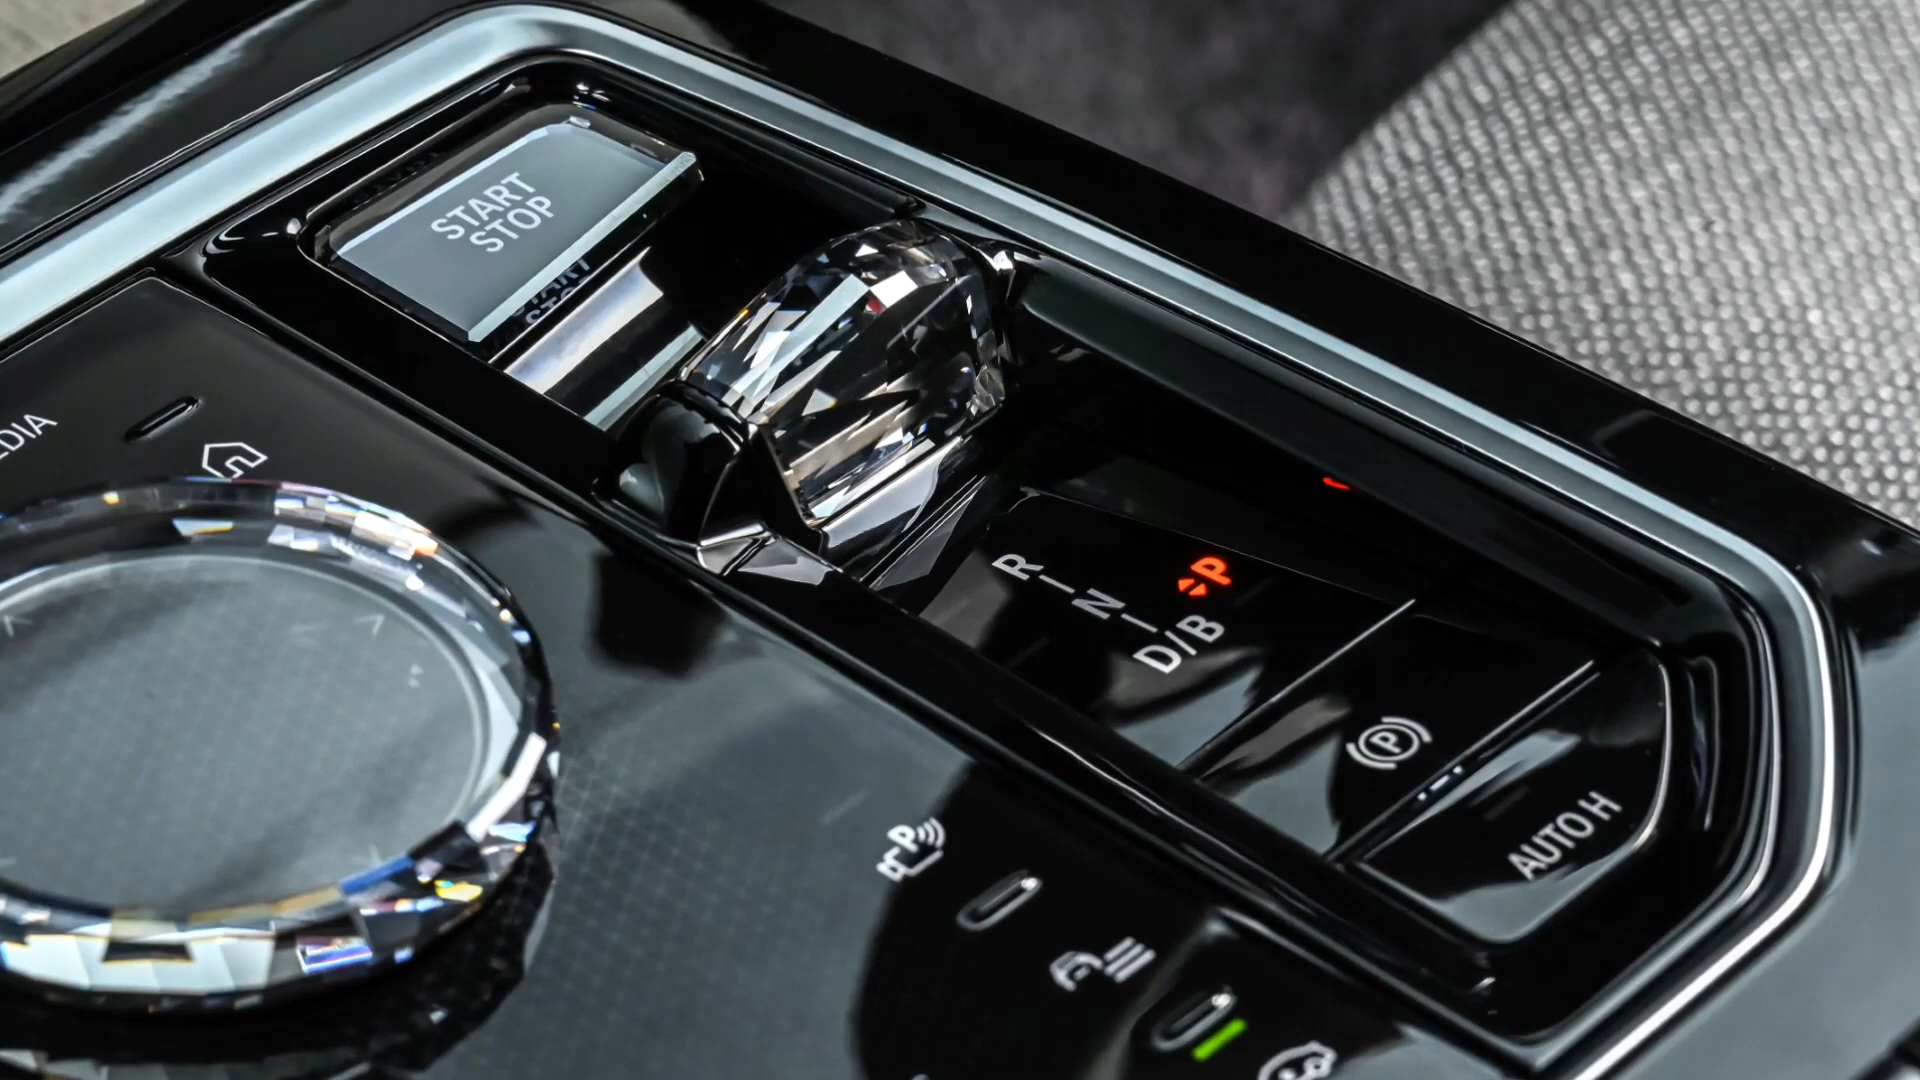 START
STOP
EDIA
R
N
D/B
P
P
AUTO H
P